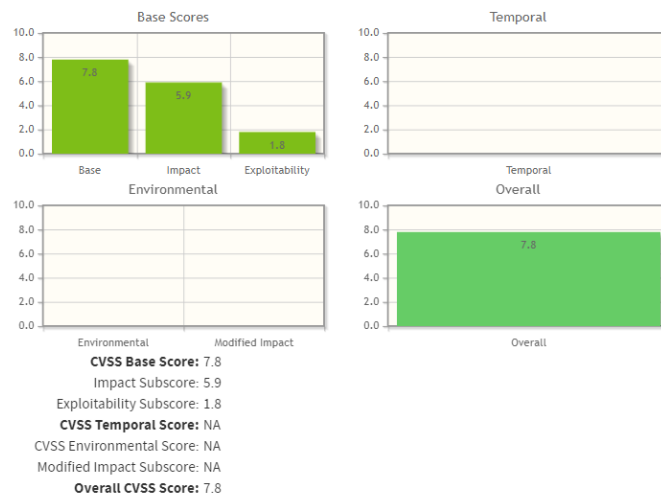 Base Scores
10.0
8.0
6.0
4.0
2.0
0.0
7.8
5.9
1.8
Base Impact Exploitability
Temporal
10.0
8.0
6.0
4.0
2.0
0.0
Temporal
Environmental
10.0
8.0
6.0
4.0
2.0
0.0
Environmental Modified Impact
Overall
10.0
8.0
6.0
4.0
2.0
0.0
7.8
Overall
CVSS Base Score: 7.8
Impact Subscore: 5.9
Exploitability Subscore: 1.8
CVSS Temporal Score: NA
CVSS Environmental Score: NA
Modified Impact Subscore: NA
Overall CVSS Score: 7.8